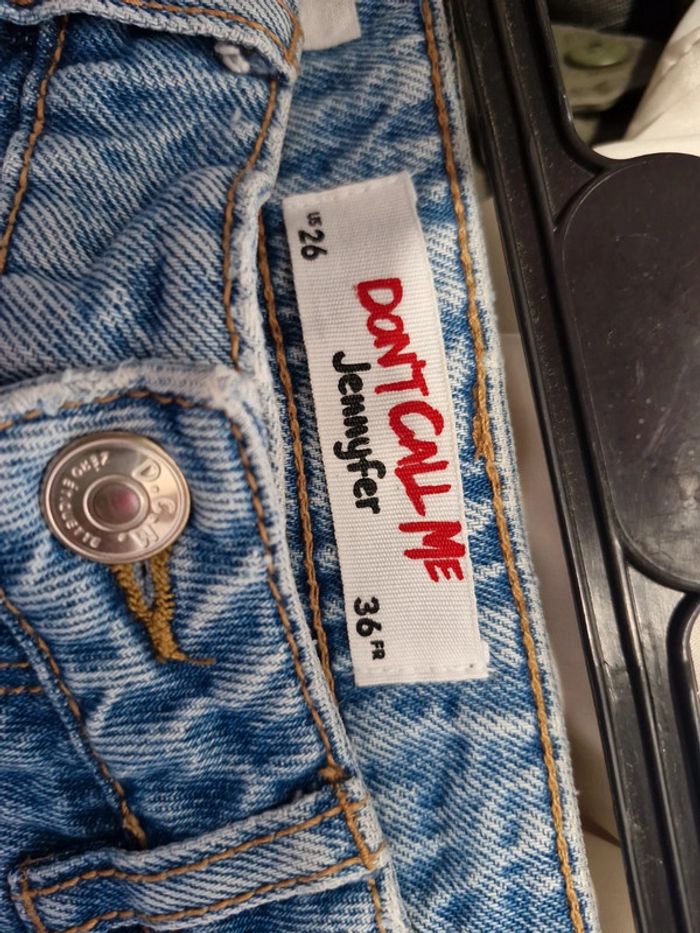 US 26
DON'T CALL ME
Jennyfer
36 FR
D.C.M.